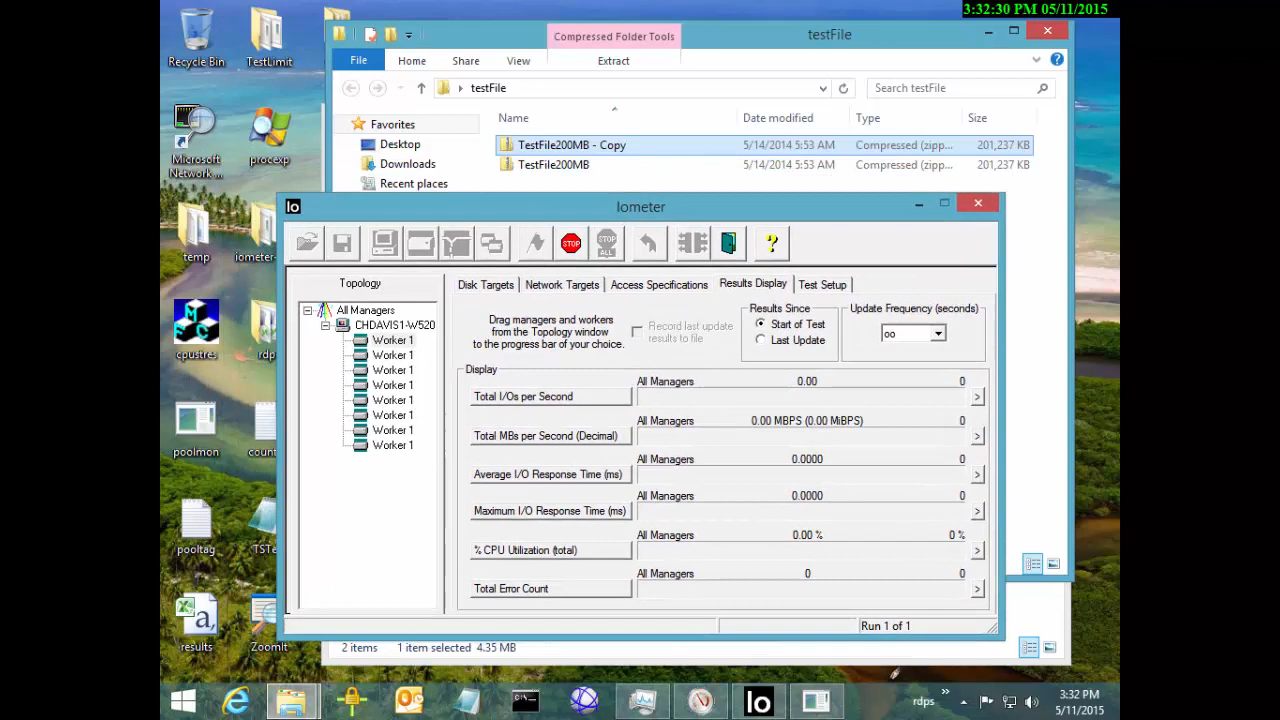 3:32:30 PM 05/11/2015
Compressed Folder Tools
testFile
File
Home
Share
View
Extract
testFile
Search testFile
Favorites
Desktop
Downloads
Recent places
Name
Date modified
Type
Size
TestFile200MB - Copy
5/14/2014 5:53 AM
Compressed (zipp...
201,237 KB
TestFile200MB
5/14/2014 5:53 AM
Compressed (zipp...
201,237 KB
Recycle Bin
TestLimit
Microsoft
Network ...
procexp
temp
iometer-
cpustres
rdp
poolmon
count
pooltag
TSTe
results
ZoomIt
Io
Iometer
STOP
STOP
ALL
?
Topology
All Managers
CHDAVIS1-W520
Worker 1
Worker 1
Worker 1
Worker 1
Worker 1
Worker 1
Worker 1
Worker 1
Disk Targets
Network Targets
Access Specifications
Results Display
Test Setup
Drag managers and workers
from the Topology window
to the progress bar of your choice.
Record last update
results to file
Results Since
Start of Test
Last Update
Update Frequency (seconds)
oo
Display
All Managers 0.00 0
Total I/Os per Second
>
All Managers 0.00 MBPS (0.00 MiBPS) 0
Total MBs per Second (Decimal)
>
All Managers 0.0000 0
Average I/O Response Time (ms)
>
All Managers 0.0000 0
Maximum I/O Response Time (ms)
>
All Managers 0.00 % 0 %
% CPU Utilization (total)
>
All Managers 0 0
Total Error Count
>
Run 1 of 1
2 items 1 item selected 4.35 MB
C:\
Io
rdps
3:32 PM
5/11/2015